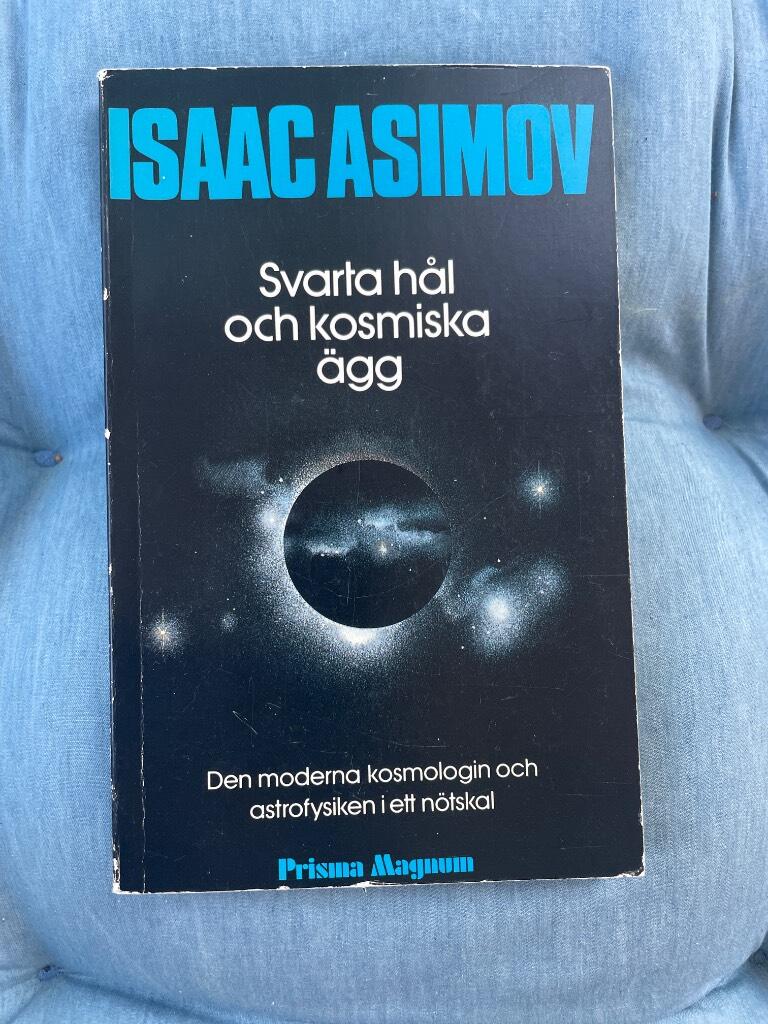 ISAAC ASIMOV
Svarta hål
och kosmiska
ägg
Den moderna kosmologin och
astrofysiken i ett nötskal
Prisma Magnum